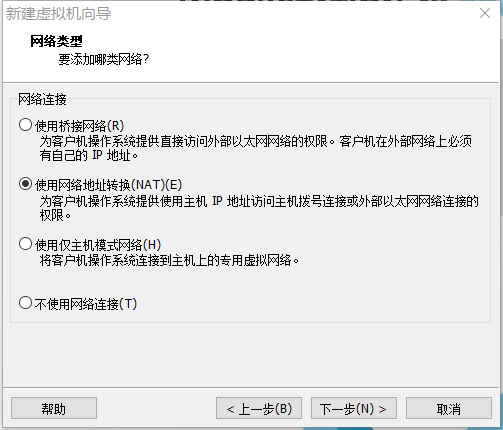 新建虚拟机向导
网络类型
要添加哪类网络?
网络连接
使用桥接网络(R)
为客户机操作系统提供直接访问外部以太网网络的权限。客户机在外部网络上必须
有自己的 IP 地址。
使用网络地址转换(NAT)(E)
为客户机操作系统提供使用主机 IP 地址访问主机拨号连接或外部以太网网络连接的
权限。
使用仅主机模式网络(H)
将客户机操作系统连接到主机上的专用虚拟网络。
不使用网络连接(T)
帮助
< 上一步(B)
下一步(N) >
取消